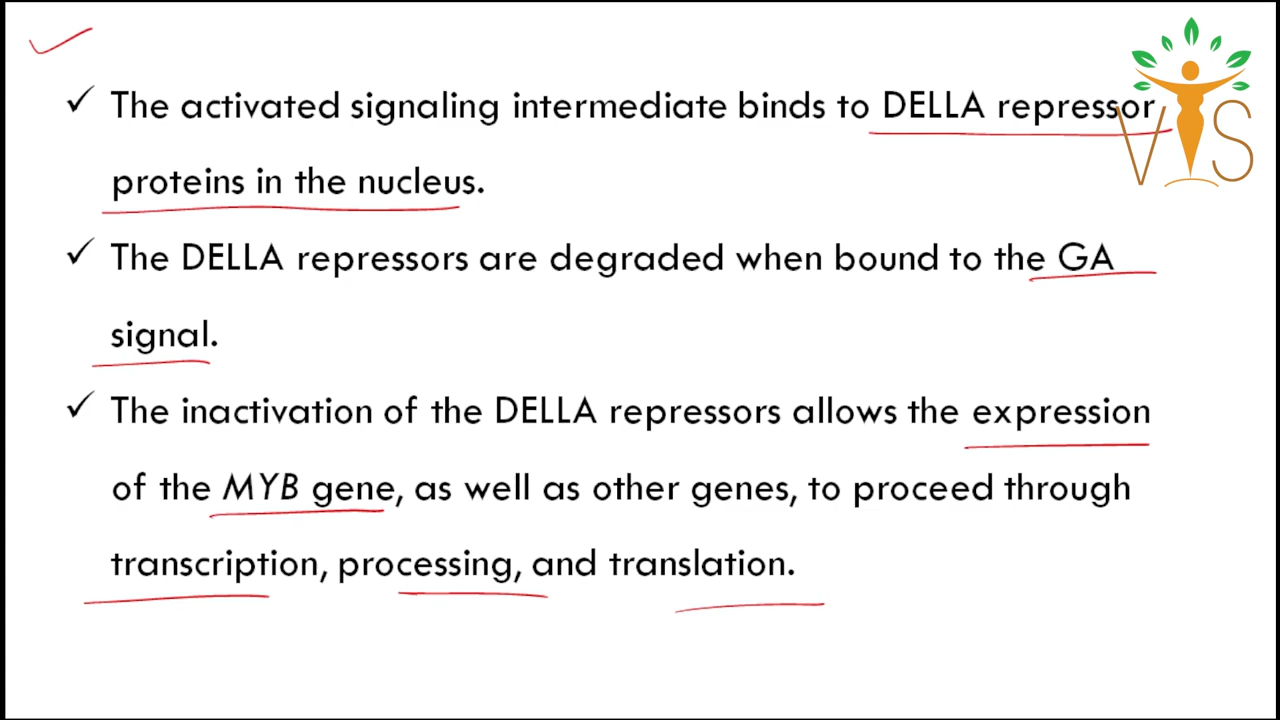 ✓ The activated signaling intermediate binds to DELLA repressor
proteins in the nucleus.
✓ The DELLA repressors are degraded when bound to the GA
signal.
✓ The inactivation of the DELLA repressors allows the expression
of the MYB gene, as well as other genes, to proceed through
transcription, processing, and translation.
VIS